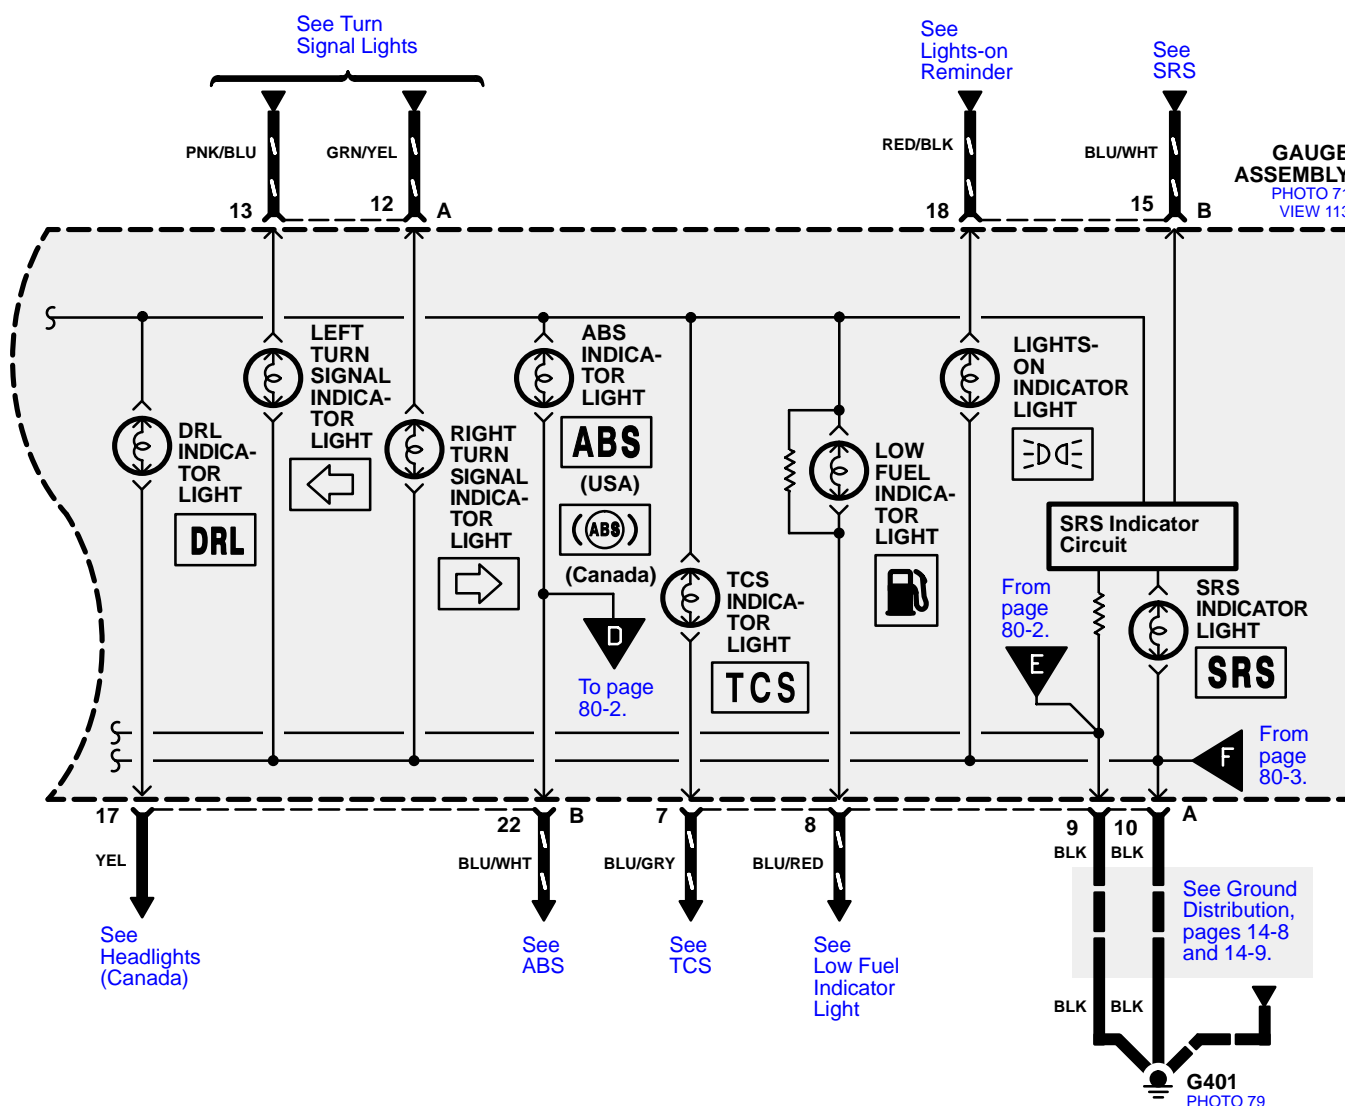 See Turn
Signal Lights
See
Lights-on
Reminder
See
SRS
PNK/BLU
GRN/YEL
RED/BLK
BLU/WHT
GAUGE
ASSEMBLY
PHOTO 71
VIEW 113
13
12
A
18
15
B
LEFT
TURN
SIGNAL
INDICA-
TOR
LIGHT
ABS
INDICA-
TOR
LIGHT
LIGHTS-
ON
INDICATOR
LIGHT
DRL
INDICA-
TOR
LIGHT
DRL
RIGHT
TURN
SIGNAL
INDICA-
TOR
LIGHT
ABS
(USA)
ABS
(Canada)
LOW
FUEL
INDICA-
TOR
LIGHT
SRS Indicator
Circuit
TCS
INDICA-
TOR
LIGHT
TCS
From
page
80-2.
SRS
INDICATOR
LIGHT
SRS
D
To page
80-2.
E
F
From
page
80-3.
17
22
B
7
8
9
10
A
YEL
BLU/WHT
BLU/GRY
BLU/RED
BLK
BLK
See
Headlights
(Canada)
See
ABS
See
TCS
See
Low Fuel
Indicator
Light
See Ground
Distribution,
pages 14-8
and 14-9.
BLK
BLK
G401
PHOTO 79